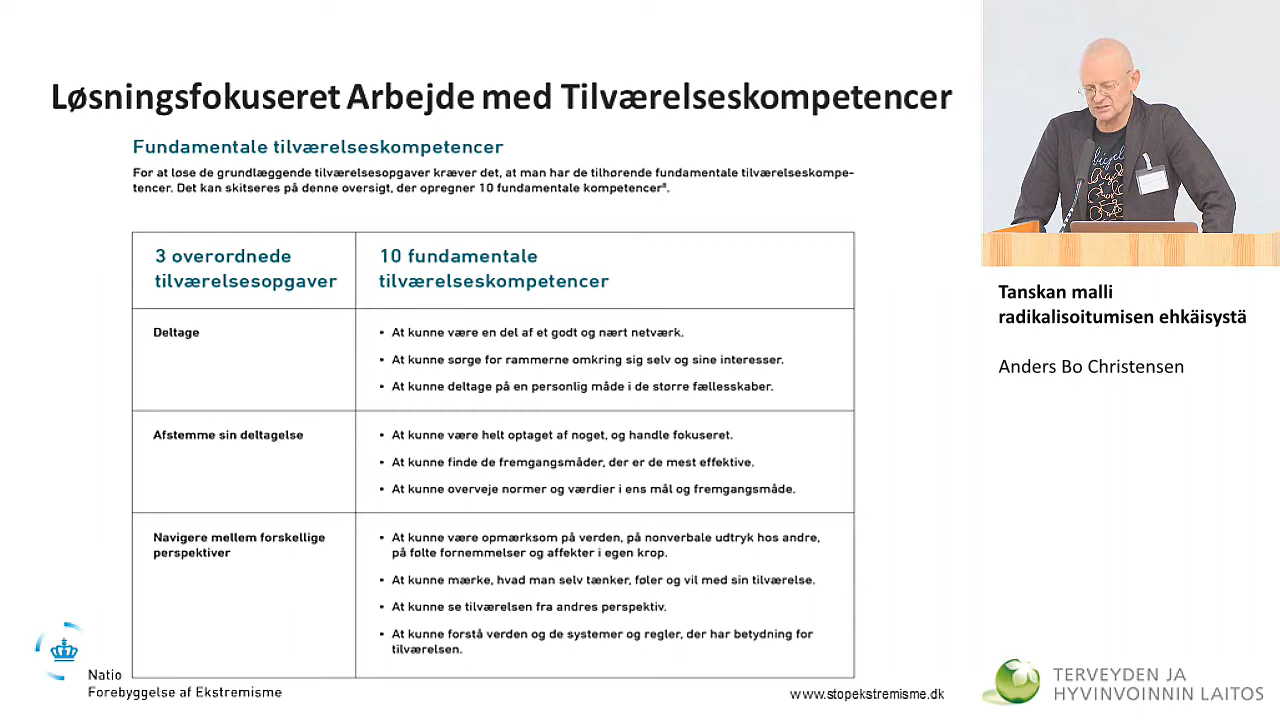 Løsningsfokuseret Arbejde med Tilværelseskompetencer
Fundamentale tilværelseskompetencer
For at løse de grundlæggende tilværelsesopgaver kræver det, at man har de tilhørende fundamentale tilværelseskompe-
tencer. Det kan skitseres på denne oversigt, der opregner 10 fundamentale kompetencer
3 overordnede
tilværelsesopgaver
10 fundamentale
tilværelseskompetencer
Deltage
• At kunne være en del af et godt og nært netværk.
• At kunne sørge for rammerne omkring sig selv og sine interesser.
• At kunne deltage på en personlig måde i de større fællesskaber.
Afstemme sin deltagelse
• At kunne være helt optaget af noget, og handle fokuseret.
• At kunne finde de fremgangsmåder, der er de mest effektive.
• At kunne overveje normer og værdier i ens mål og fremgangsmåde.
Navigere mellem forskellige
perspektiver
• At kunne være opmærksom på verden, på nonverbale udtryk hos andre,
på følte fornemmelser og affekter i egen krop.
• At kunne mærke, hvad man selv tænker, føler og vil med sin tilværelse.
• At kunne se tilværelsen fra andres perspektiv.
• At kunne forstå verden og de systemer og regler, der har betydning for
tilværelsen.
Natio
Forebyggelse af Ekstremisme
www.stopekstremisme.dk
Tanskan malli
radikalisoitumisen ehkäisystä
Anders Bo Christensen
TERVEYDEN JA
HYVINVOINNIN LAITOS